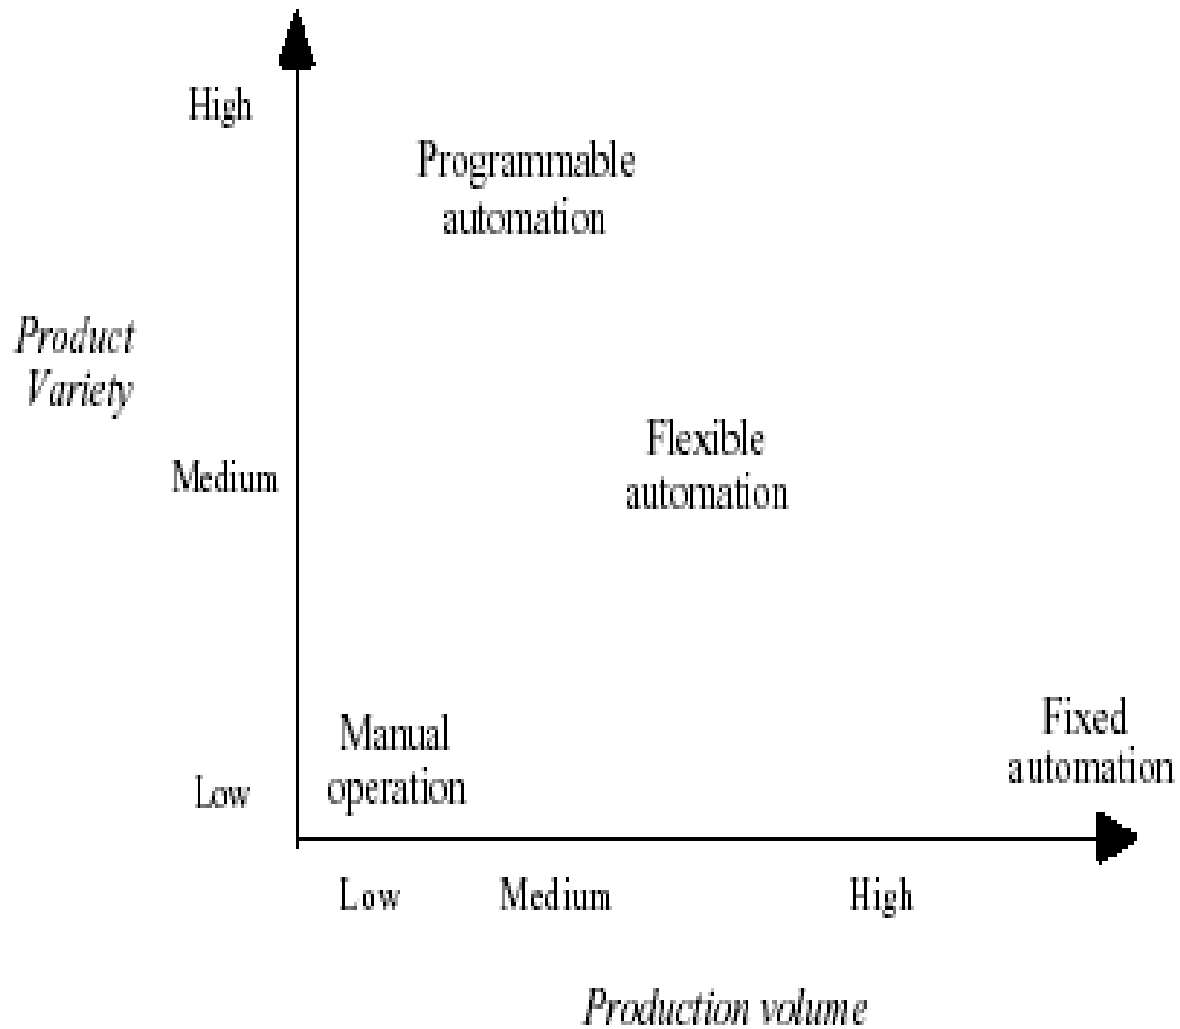 High
Programmable
automation
Product
Variety
Flexible
automation
Medium
Manual
operation
Fixed
automation
Low
Low Medium High
Production volume